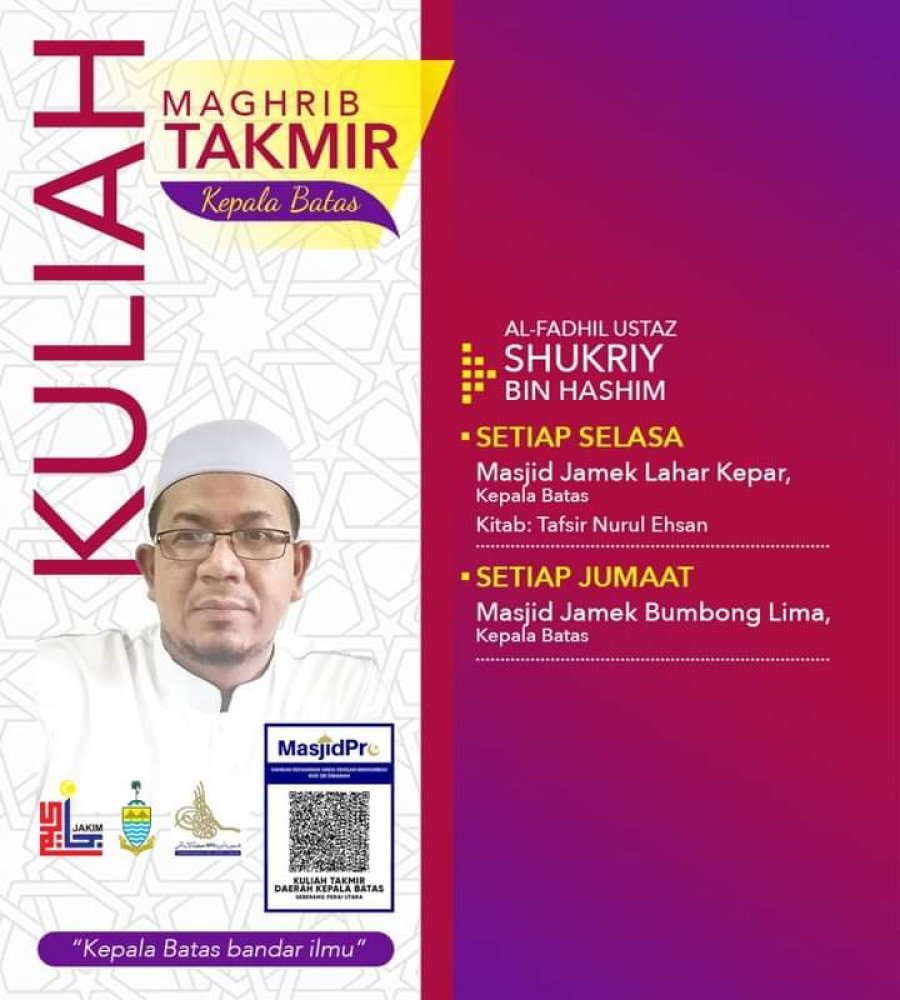 KULIAH
MAGHRIB
TAKMIR
Kepala Batas
AL-FADHIL USTAZ
SHUKRIY
BIN HASHIM
SETIAP SELASA
Masjid Jamek Lahar Kepar,
Kepala Batas
Kitab: Tafsir Nurul Ehsan
SETIAP JUMAAT
Masjid Jamek Bumbong Lima,
Kepala Batas
MasjidPro
KULIAH TAKMIR
DAERAH KEPALA BATAS
SEBERANG PERAI UTARA
JAKIM
"Kepala Batas bandar ilmu"